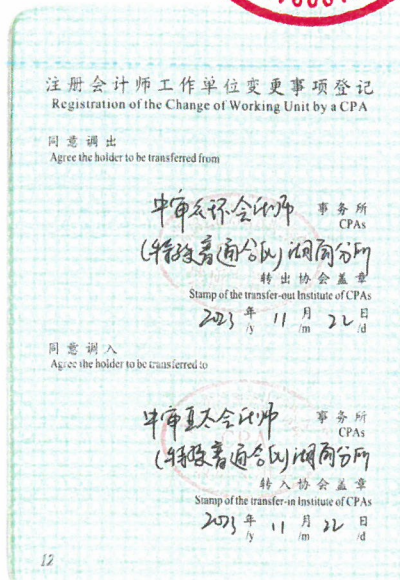 注册会计师工作单位变更事项登记
Registration of the Change of Working Unit by a CPA
同意调出
Agree the holder to be transferred from
中审众环会计师 事务所
CPAs
(特殊普通合伙)湖南分所
转出协会盖章
Stamp of the transfer-out Institute of CPAs
2023 年 11 月 22 日
/y /m /d
同意调入
Agree the holder to be transferred to
中审亚太会计师 事务所
CPAs
(特殊普通合伙)湖南分所
转入协会盖章
Stamp of the transfer-in Institute of CPAs
2023 年 11 月 22 日
/y /m /d
12